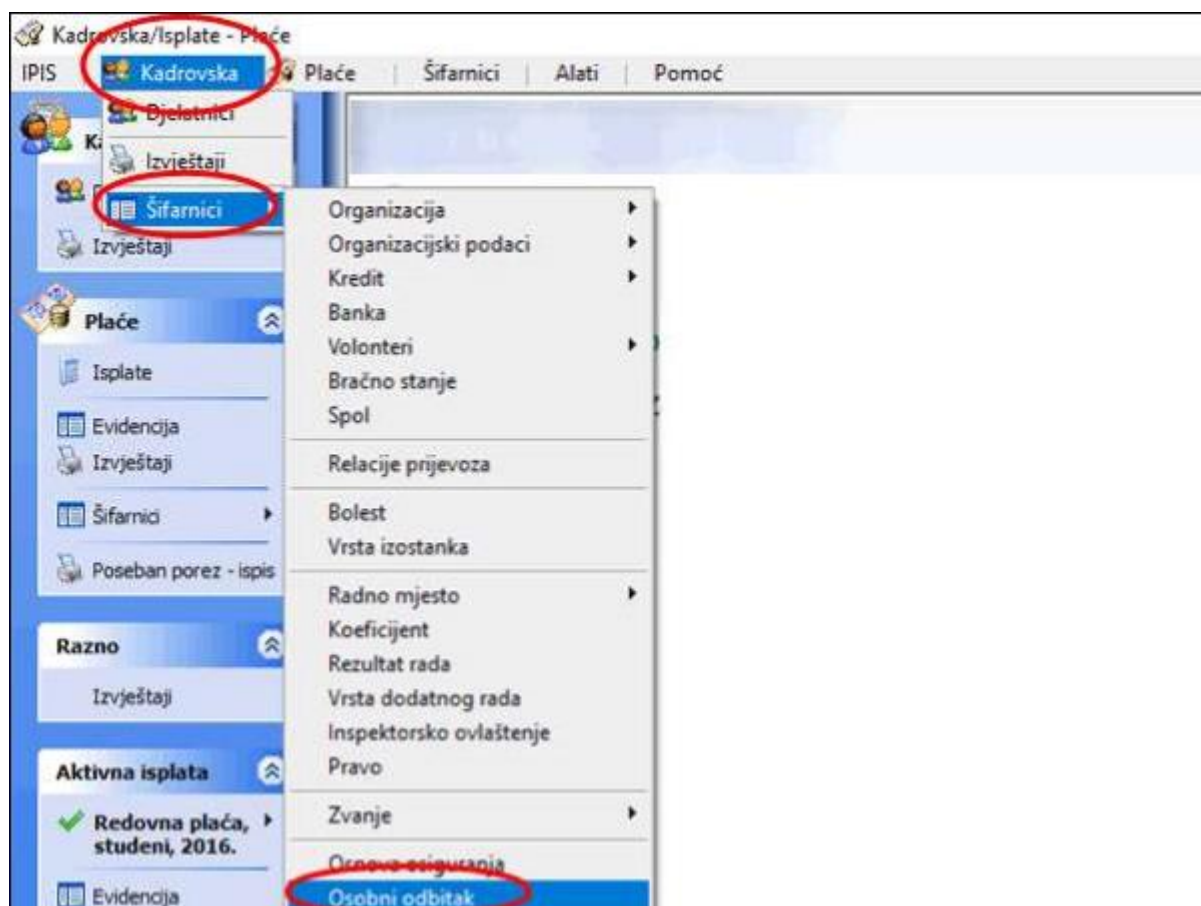 Kadrovska/Isplate - Plaće
IPIS Kadrovska Plaće Šifarnici Alati Pomoć
Djelatnici
Izvještaji
Šifarnici
Izvještaji
Plaće
Isplate
Evidencija
Izvještaji
Šifarnici
Poseban porez - ispis
Razno
Izvještaji
Aktivna isplata
Redovna plaća,
studeni, 2016.
Evidencija
Organizacija
Organizacijski podaci
Kredit
Banka
Volonteri
Bračno stanje
Spol
Relacije prijevoza
Bolest
Vrsta izostanka
Radno mjesto
Koeficijent
Rezultat rada
Vrsta dodatnog rada
Inspektorsko ovlaštenje
Pravo
Zvanje
Osnova osiguranja
Osobni odbitak